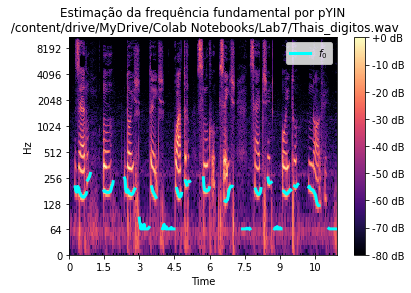 Estimação da frequência fundamental por pYIN
/content/drive/MyDrive/Colab Notebooks/Lab7/Thais_digitos.wav
f0
8192
4096
2048
1024
512
256
128
64
0
Hz
0 1.5 3 4.5 6 7.5 9 10
Time
+0 dB
-10 dB
-20 dB
-30 dB
-40 dB
-50 dB
-60 dB
-70 dB
-80 dB